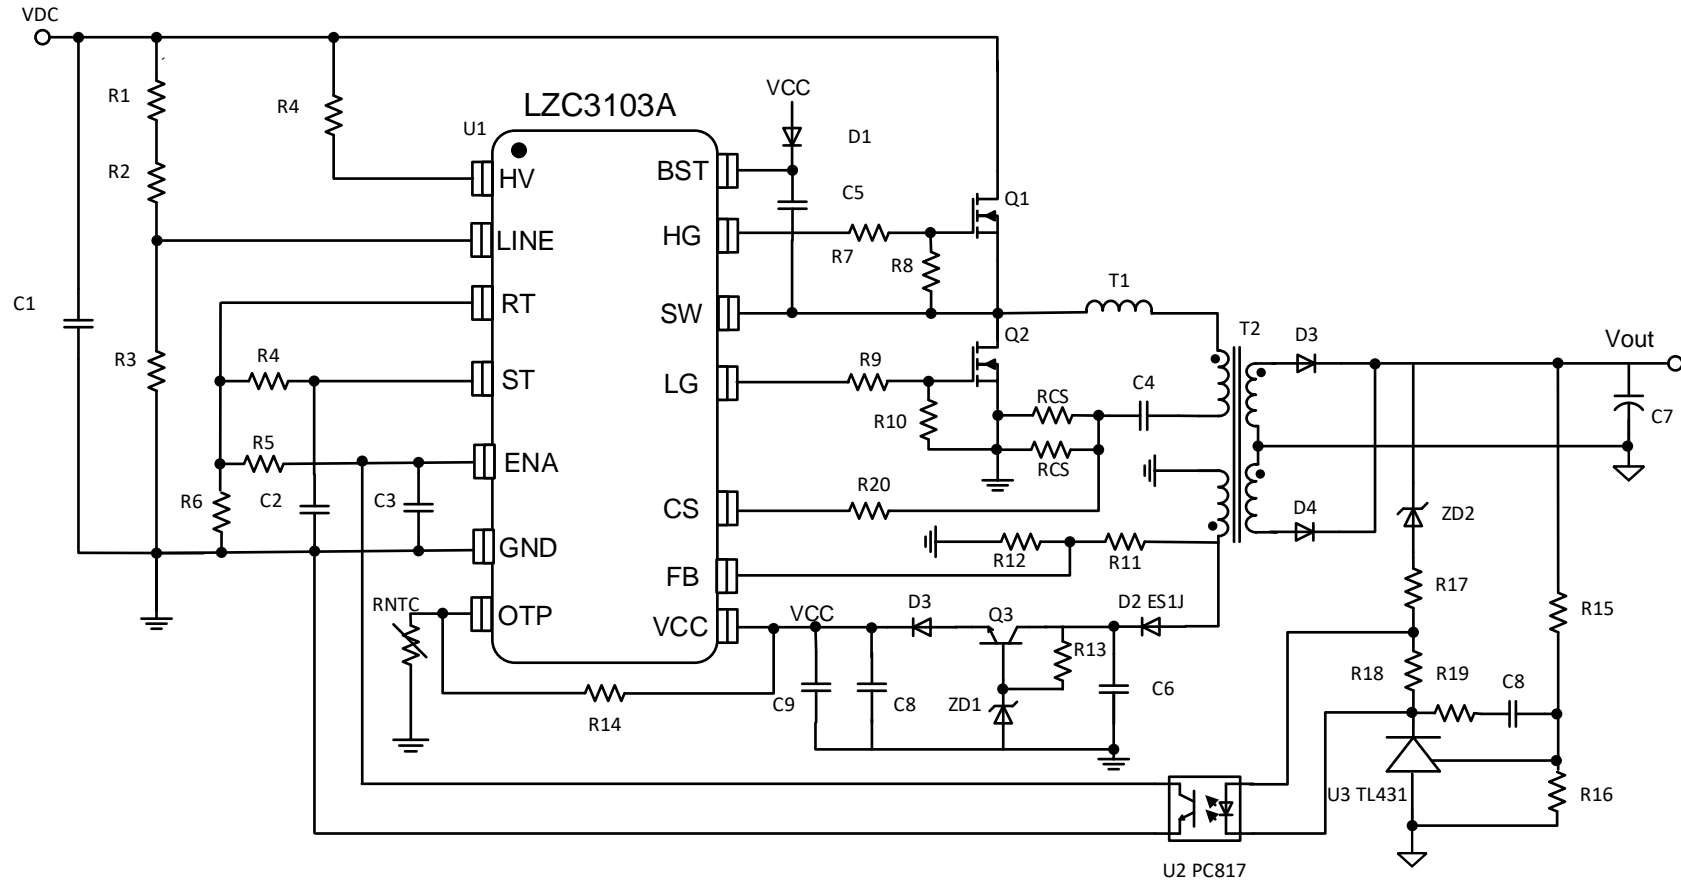 VDC
LZC3103A
VCC
R1
R4
U1
D1
R2
HV
BST
C5
Q1
LINE
HG
R7
R8
C1
RT
SW
T1
Q2
T2
D3
Vout
R3
R4
ST
LG
R9
RCS
C4
R10
C7
R5
ENA
RCS
R6
C2
C3
CS
R20
D4
ZD2
GND
FB
R12
R11
R17
RNTC
OTP
VCC
VCC
D3
Q3
D2 ES1J
R15
R13
R18
R19
C8
R14
C9
C8
ZD1
C6
U3 TL431
R16
U2 PC817